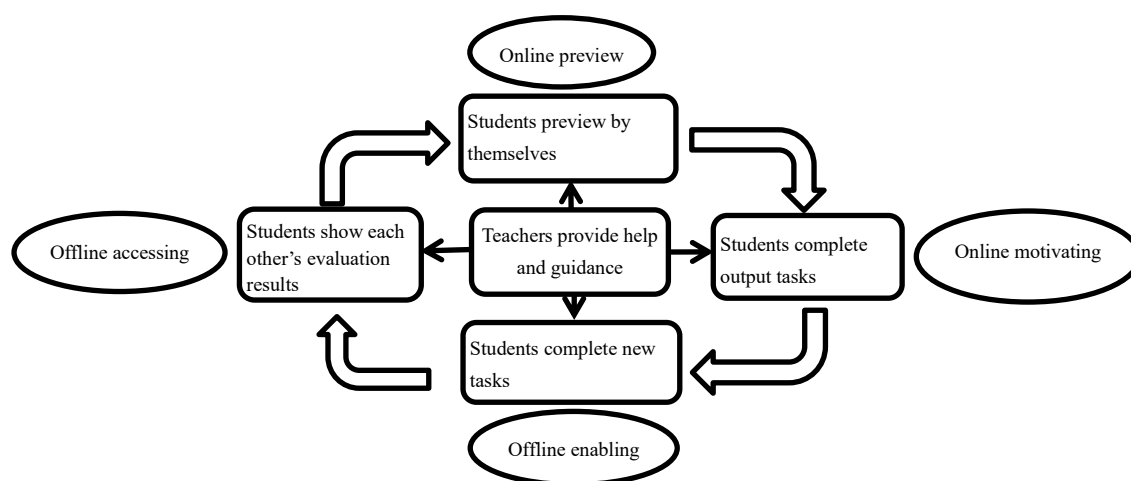 Online preview
Students preview by
themselves
Students show each
other's evaluation
results
Offline accessing
Teachers provide help
and guidance
Students complete
output tasks
Online motivating
Students complete new
tasks
Offline enabling